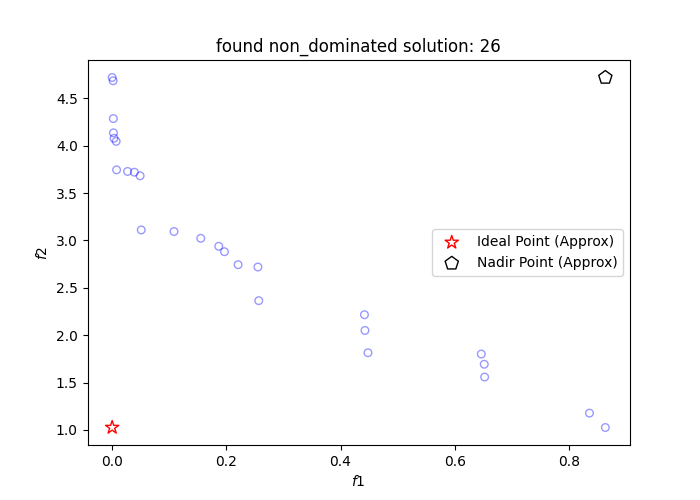 found non_dominated solution: 26
4.5
4.0
3.5
3.0
2.5
2.0
1.5
1.0
f2
Ideal Point (Approx)
Nadir Point (Approx)
0.0 0.2 0.4 0.6 0.8
f1